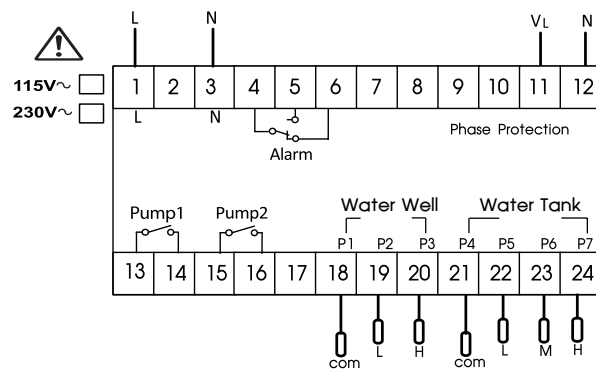 L N VL N
115V~
1 2 3 4 5 6 7 8 9 10 11 12
230V~
L N
Phase Protection
Alarm
Water Well Water Tank
Pump1 Pump2
P1 P2 P3 P4 P5 P6 P7
13 14 15 16 17 18 19 20 21 22 23 24
com L H com L M H